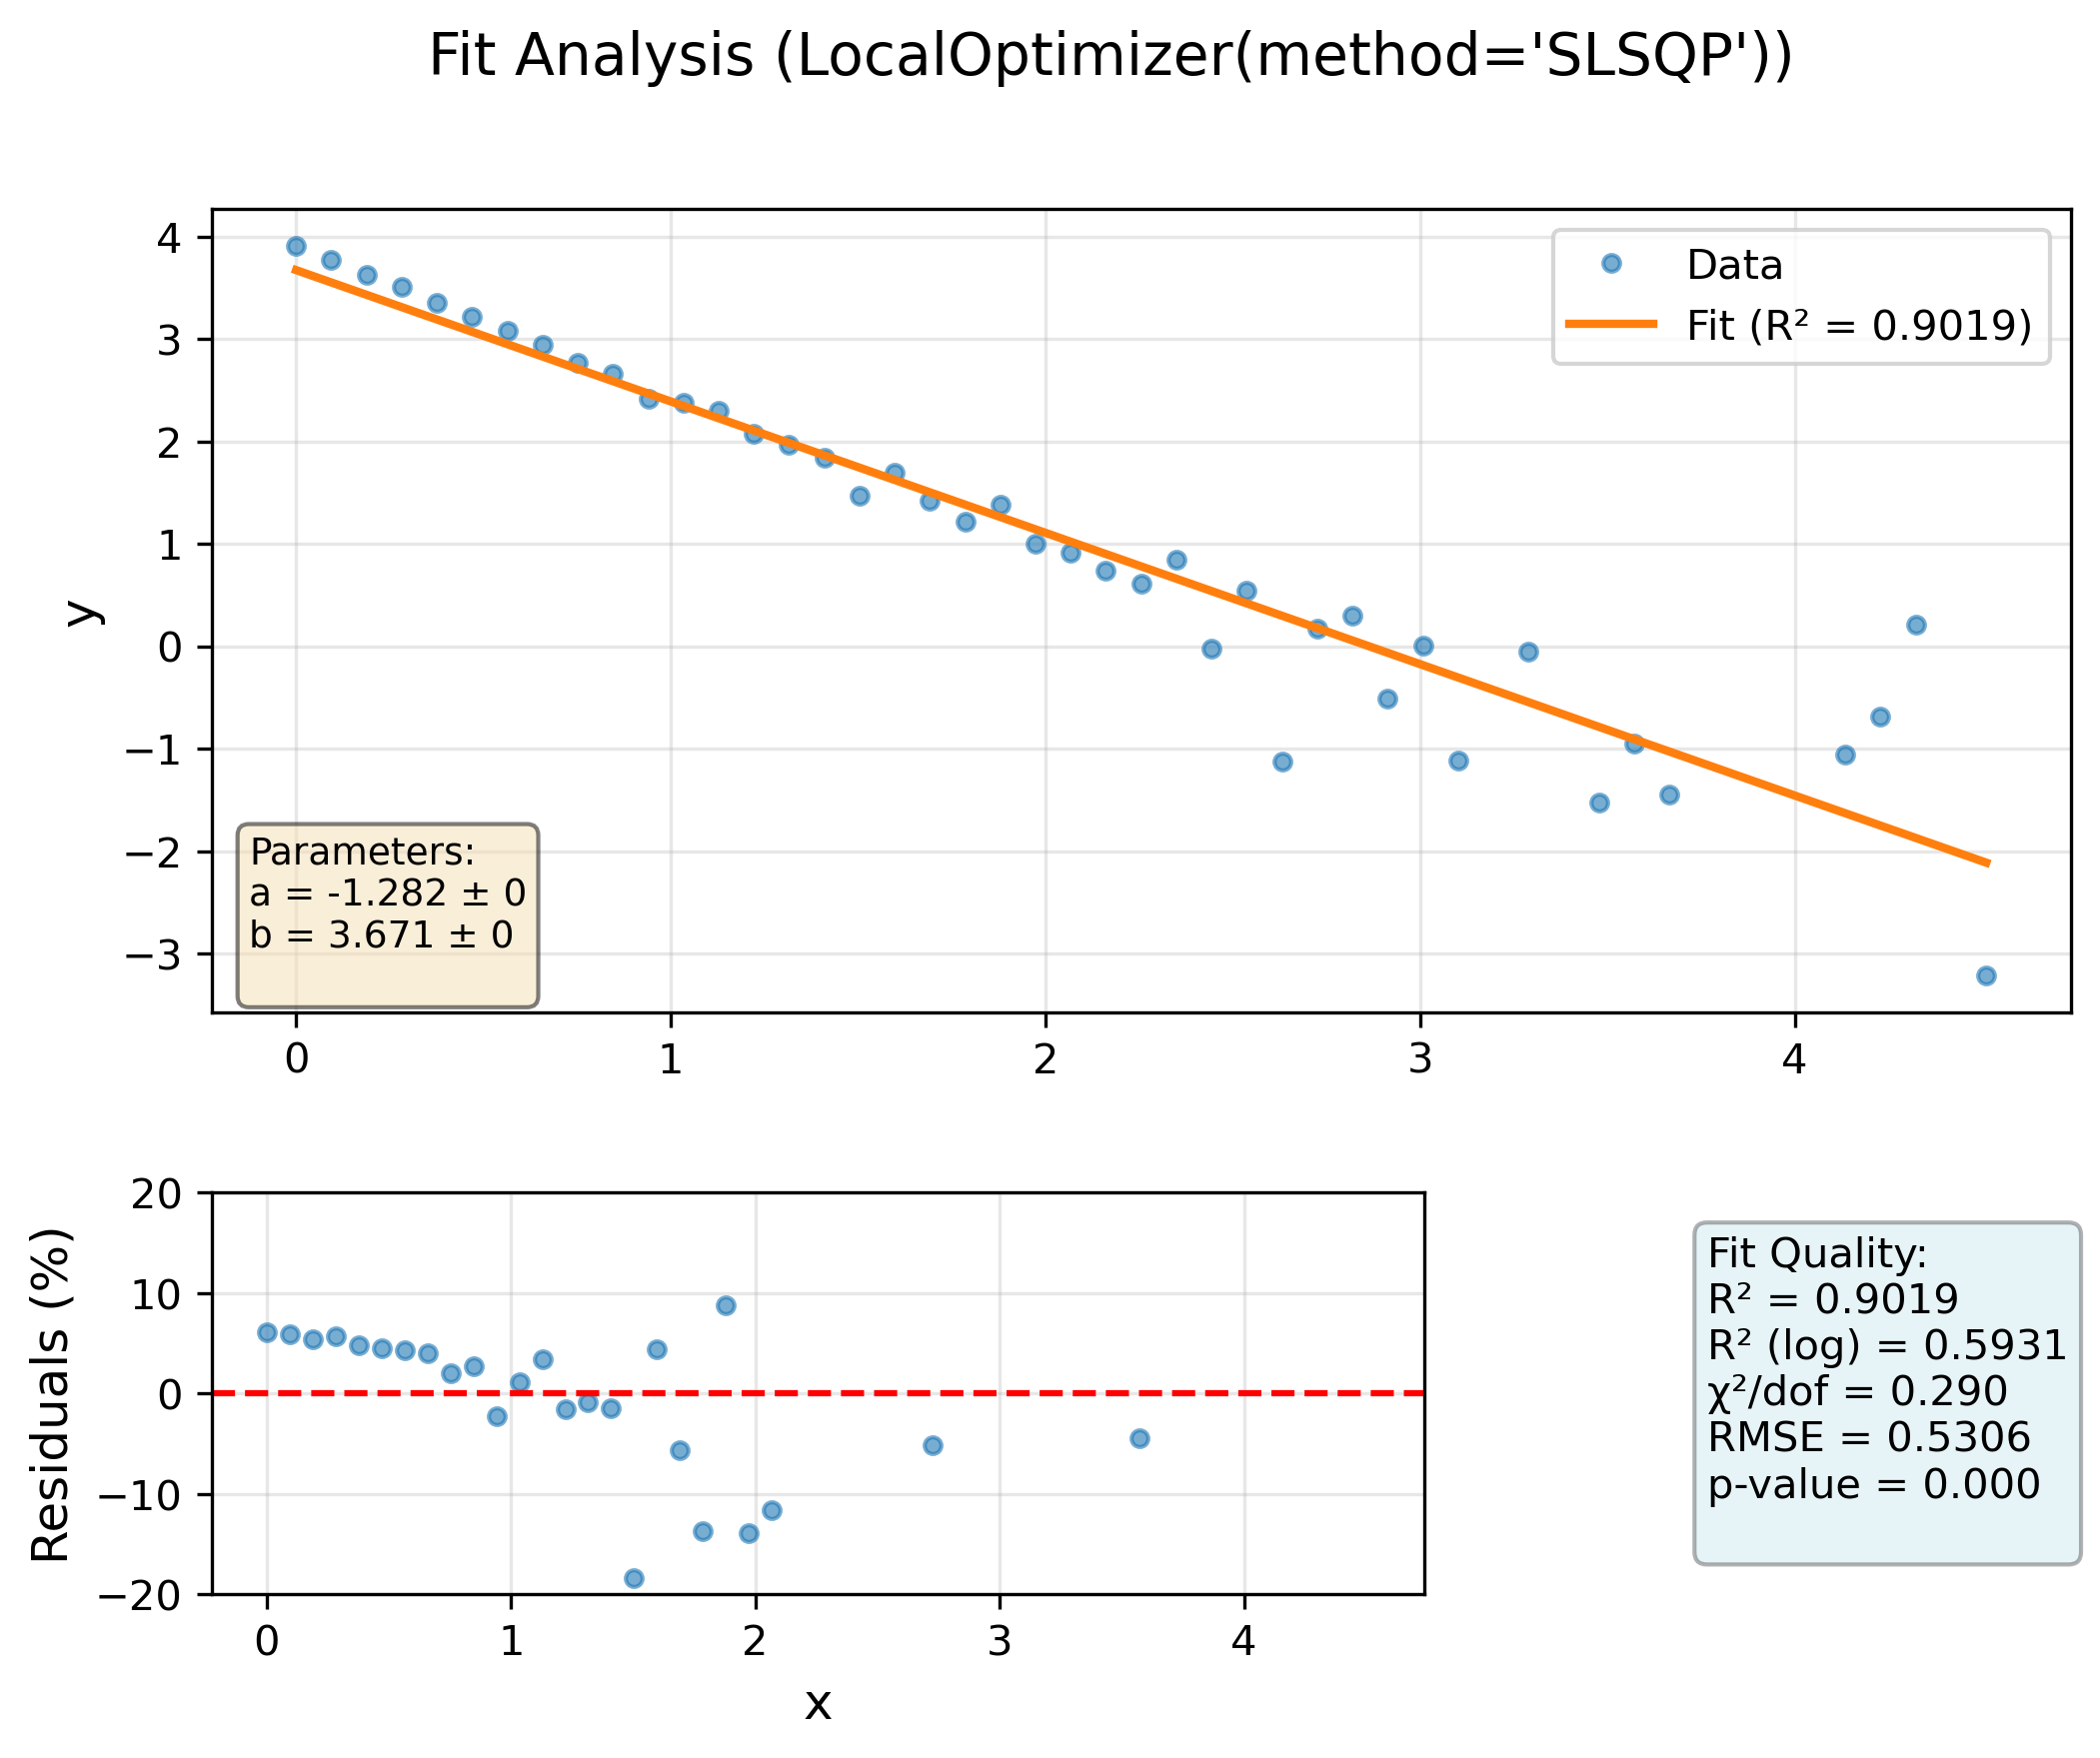 Fit Analysis (LocalOptimizer(method='SLSQP'))
4
3
2
1
0
−1
−2
−3
y
Data
Fit (R² = 0.9019)
Parameters:
a = -1.282 ± 0
b = 3.671 ± 0
0 1 2 3 4
20
10
0
−10
−20
Residuals (%)
0 1 2 3 4
x
Fit Quality:
R² = 0.9019
R² (log) = 0.5931
χ²/dof = 0.290
RMSE = 0.5306
p-value = 0.000